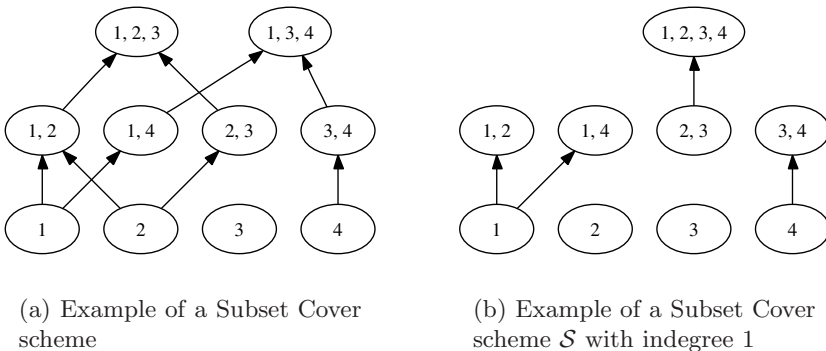 1, 2, 3
1, 3, 4
1, 2, 3, 4
1, 2
1, 4
2, 3
3, 4
1, 2
1, 4
2, 3
3, 4
1
2
3
4
1
2
3
4
(a) Example of a Subset Cover
scheme
(b) Example of a Subset Cover
scheme S with indegree 1